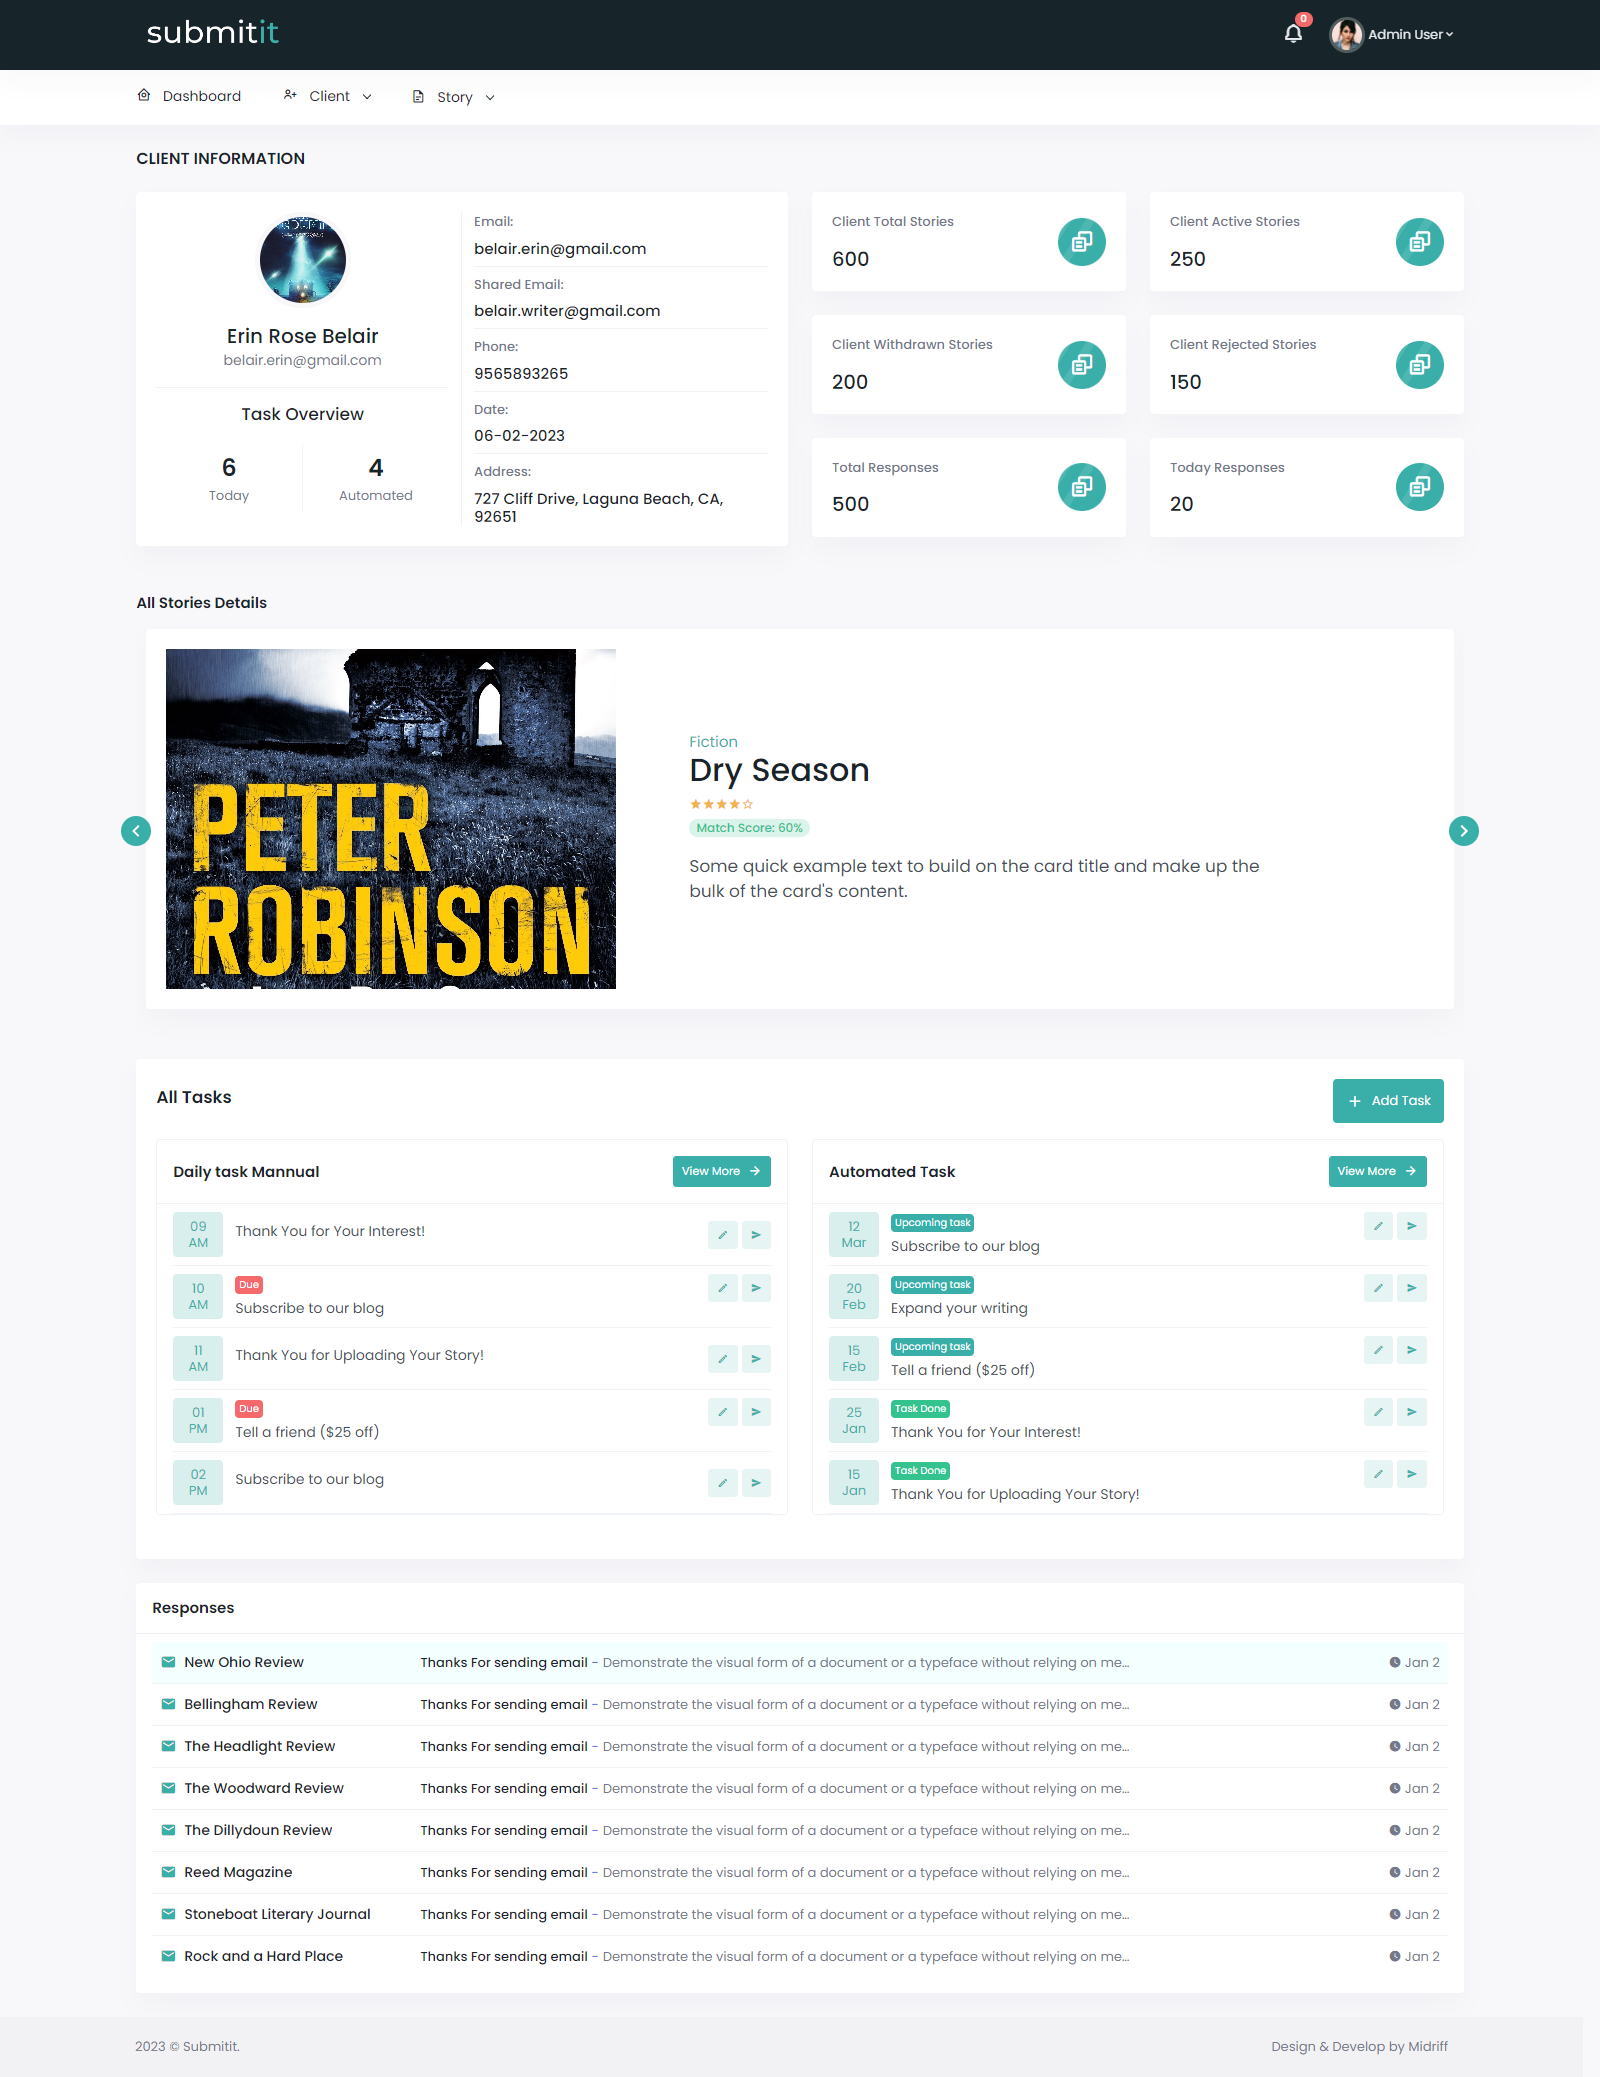 submitit
0
Admin User
Dashboard
Client
Story
CLIENT INFORMATION
Erin Rose Belair
belair.erin@gmail.com
Task Overview
6
Today
4
Automated
Email:
belair.erin@gmail.com
Shared Email:
belair.writer@gmail.com
Phone:
9565893265
Date:
06-02-2023
Address:
727 Cliff Drive, Laguna Beach, CA,
92651
Client Total Stories
600
Client Active Stories
250
Client Withdrawn Stories
200
Client Rejected Stories
150
Total Responses
500
Today Responses
20
All Stories Details
PETER
ROBINSON
Fiction
Dry Season
Match Score: 60%
Some quick example text to build on the card title and make up the
bulk of the card's content.
All Tasks
Add Task
Daily task Mannual
View More
09
AM
Thank You for Your Interest!
10
AM
Due
Subscribe to our blog
11
AM
Thank You for Uploading Your Story!
01
PM
Due
Tell a friend ($25 off)
02
PM
Subscribe to our blog
Automated Task
View More
12
Mar
Upcoming task
Subscribe to our blog
20
Feb
Upcoming task
Expand your writing
15
Feb
Upcoming task
Tell a friend ($25 off)
25
Jan
Task Done
Thank You for Your Interest!
15
Jan
Task Done
Thank You for Uploading Your Story!
Responses
New Ohio Review Thanks For sending email - Demonstrate the visual form of a document or a typeface without relying on me... Jan 2
Bellingham Review Thanks For sending email - Demonstrate the visual form of a document or a typeface without relying on me... Jan 2
The Headlight Review Thanks For sending email - Demonstrate the visual form of a document or a typeface without relying on me... Jan 2
The Woodward Review Thanks For sending email - Demonstrate the visual form of a document or a typeface without relying on me... Jan 2
The Dillydoun Review Thanks For sending email - Demonstrate the visual form of a document or a typeface without relying on me... Jan 2
Reed Magazine Thanks For sending email - Demonstrate the visual form of a document or a typeface without relying on me... Jan 2
Stoneboat Literary Journal Thanks For sending email - Demonstrate the visual form of a document or a typeface without relying on me... Jan 2
Rock and a Hard Place Thanks For sending email - Demonstrate the visual form of a document or a typeface without relying on me... Jan 2
2023 © Submitit.
Design & Develop by Midriff